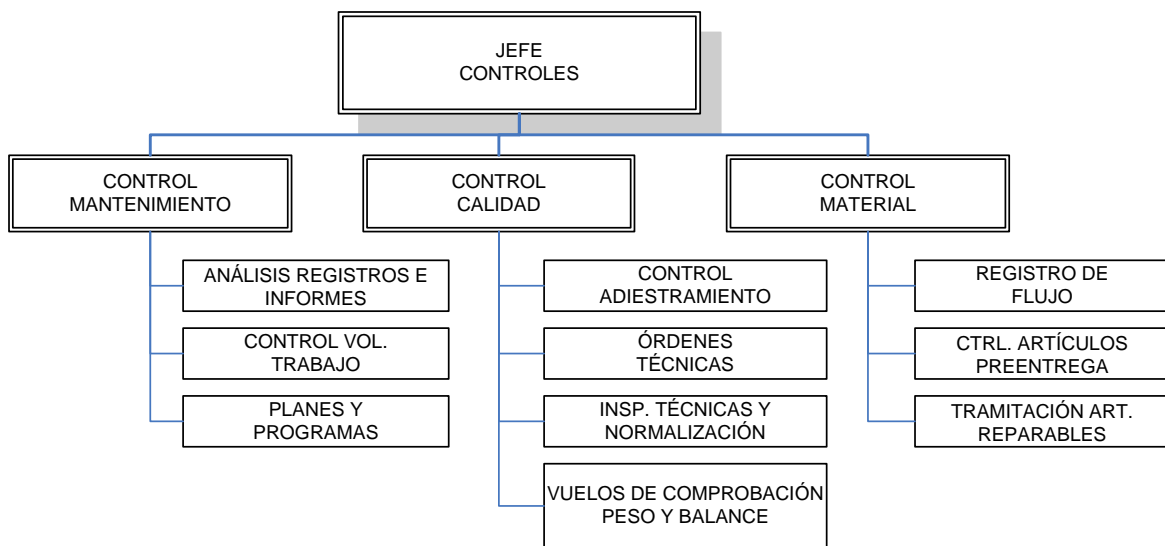 JEFE
CONTROLES
CONTROL
MANTENIMIENTO
CONTROL
CALIDAD
CONTROL
MATERIAL
ANÁLISIS REGISTROS E
INFORMES
CONTROL VOL.
TRABAJO
PLANES Y
PROGRAMAS
CONTROL
ADIESTRAMIENTO
ÓRDENES
TÉCNICAS
INSP. TÉCNICAS Y
NORMALIZACIÓN
VUELOS DE COMPROBACIÓN
PESO Y BALANCE
REGISTRO DE
FLUJO
CTRL. ARTÍCULOS
PREENTREGA
TRAMITACIÓN ART.
REPARABLES